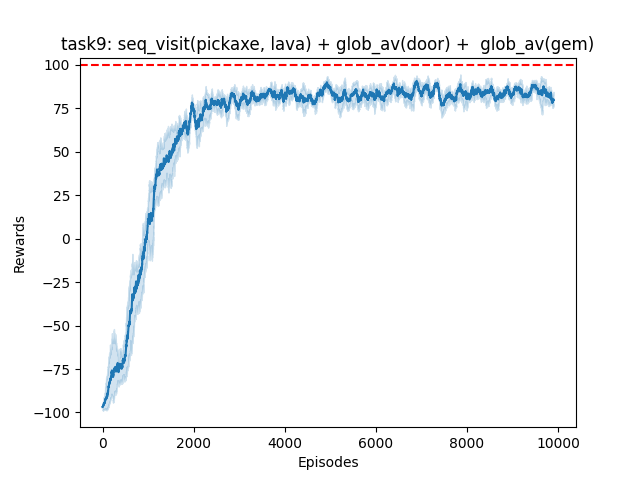 task9: seq_visit(pickaxe, lava) + glob_av(door) +  glob_av(gem)
100
75
50
25
0
−25
−50
−75
−100
Rewards
0 2000 4000 6000 8000 10000
Episodes